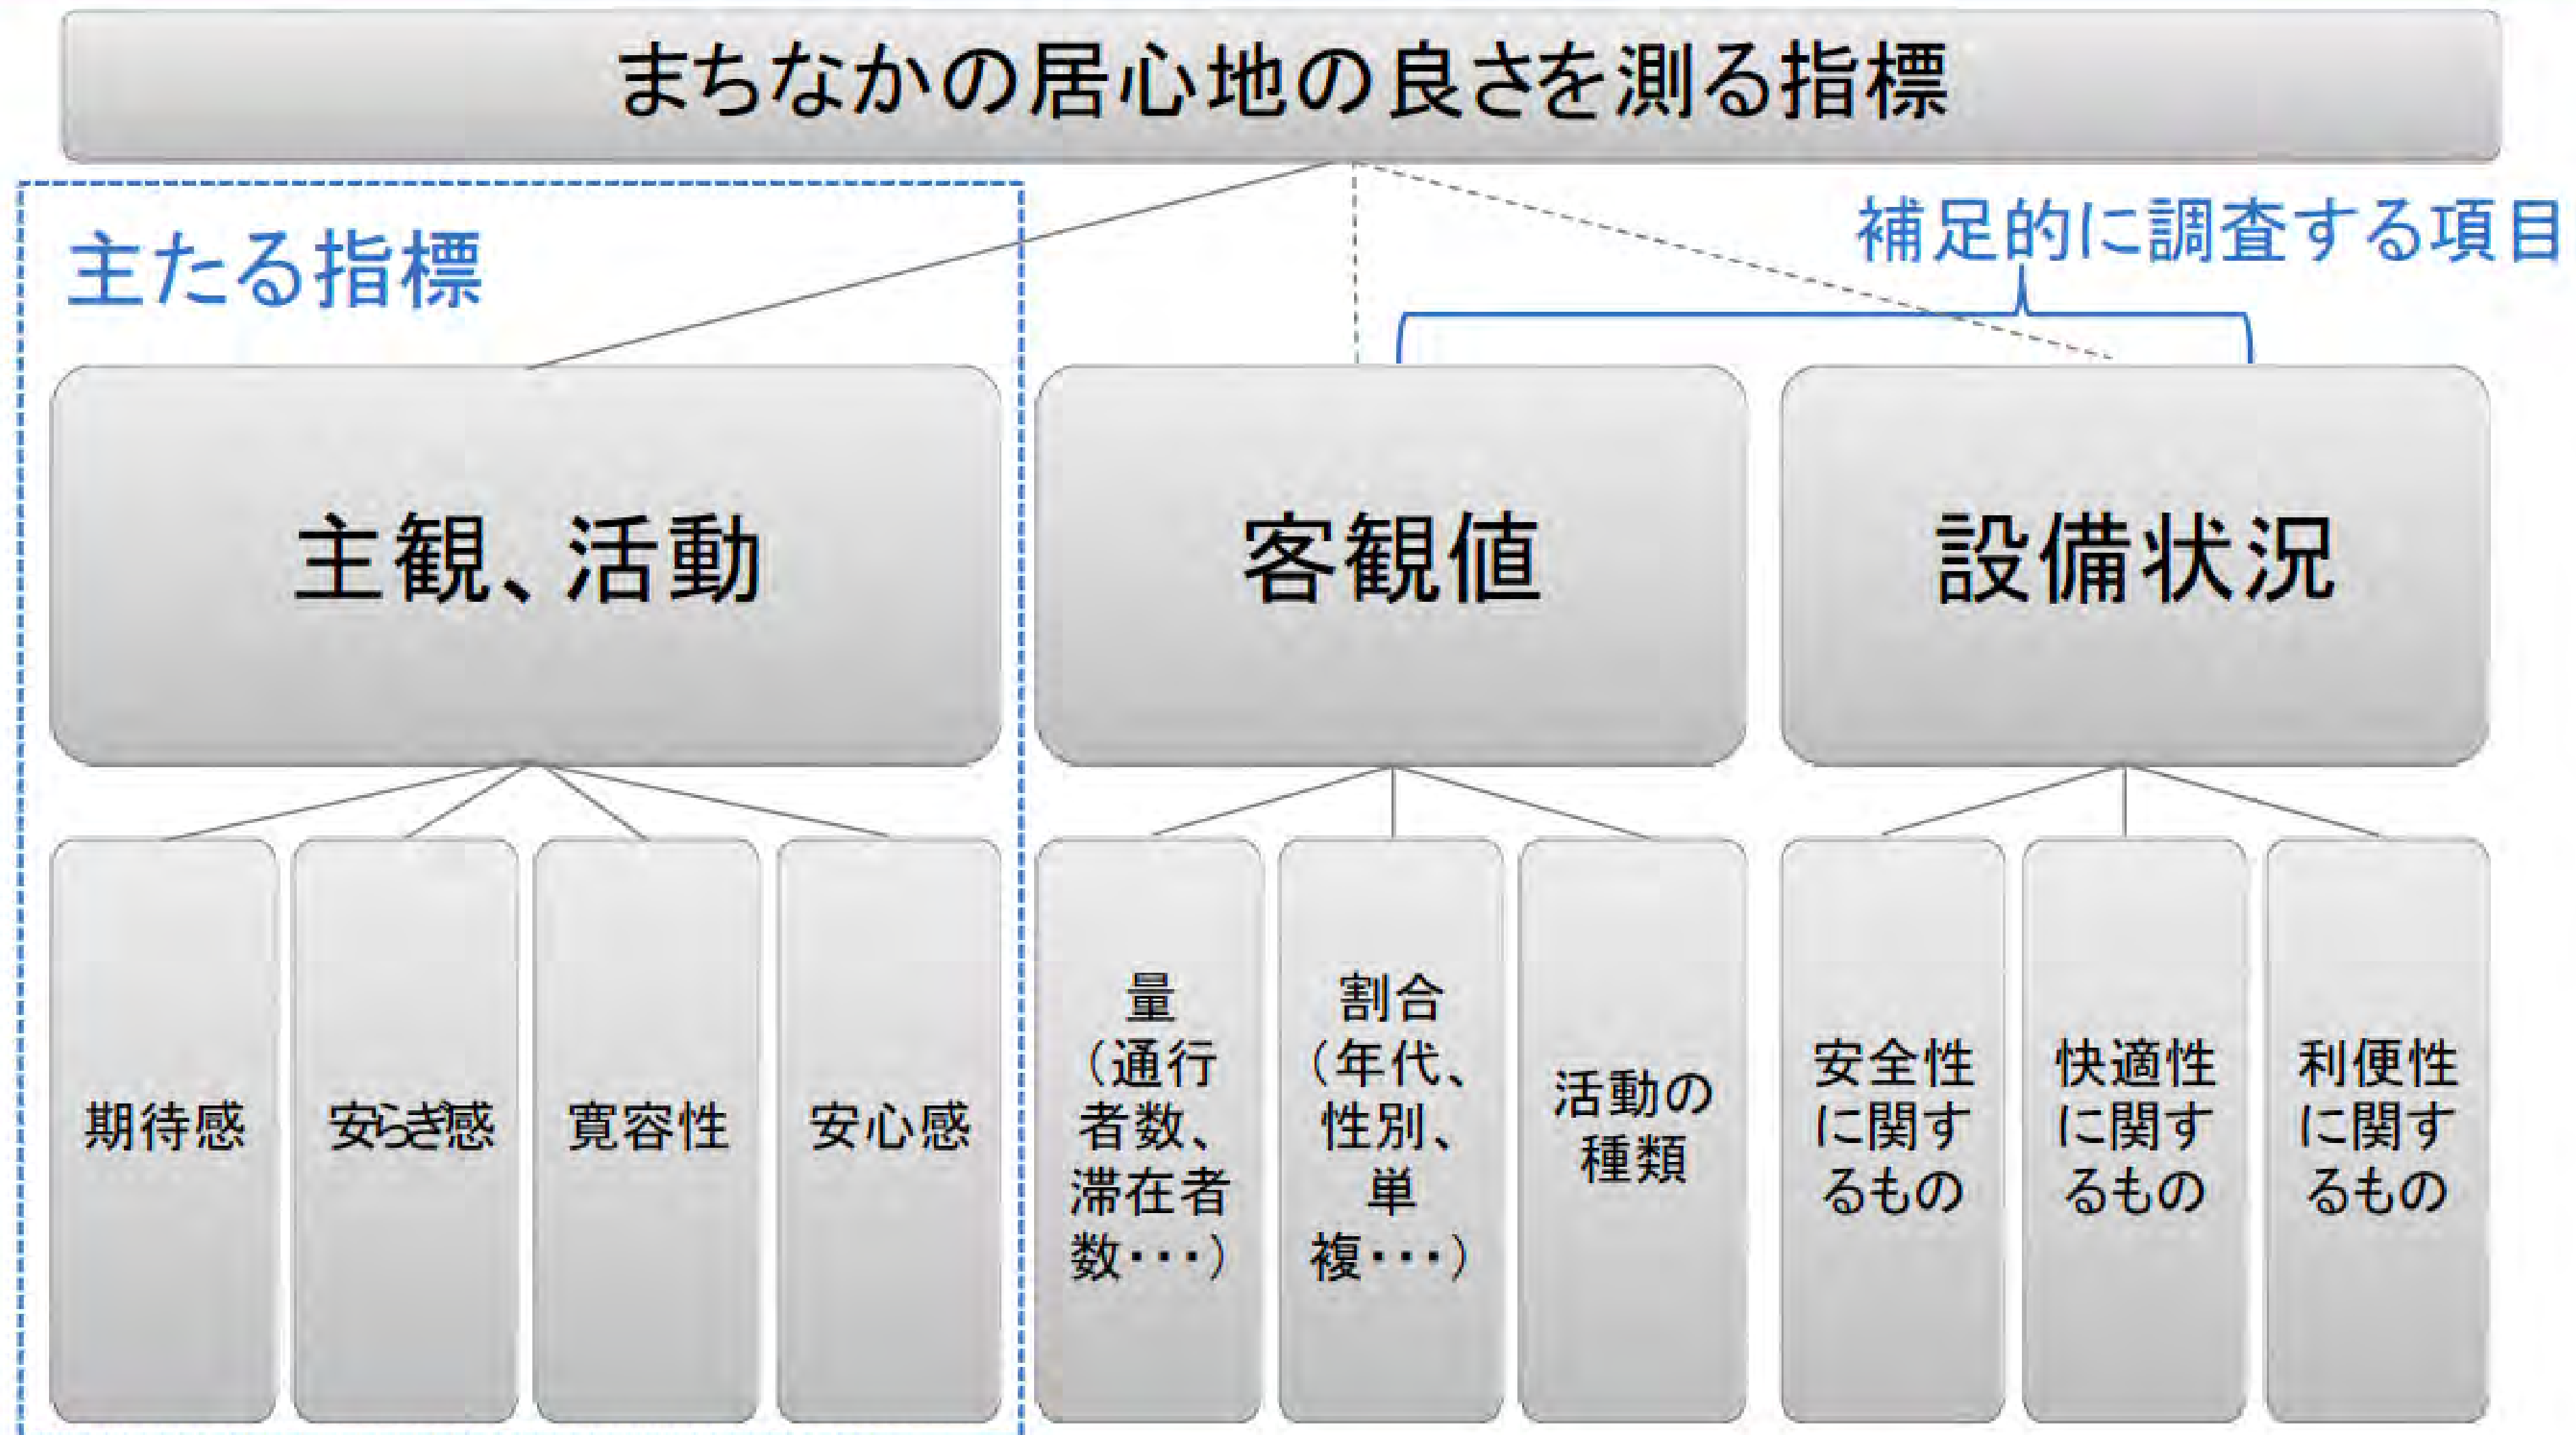 まちなかの居心地の良さを測る指標
主たる指標
補足的に調査する項目
主観、活動
客観値
設備状況
期待感
安らぎ感
寛容性
安心感
量
（通行
者数、
滞在者
数・・・）
割合
（年代、
性別、
単
複・・・）
活動の
種類
安全性
に関す
るもの
快適性
に関す
るもの
利便性
に関す
るもの